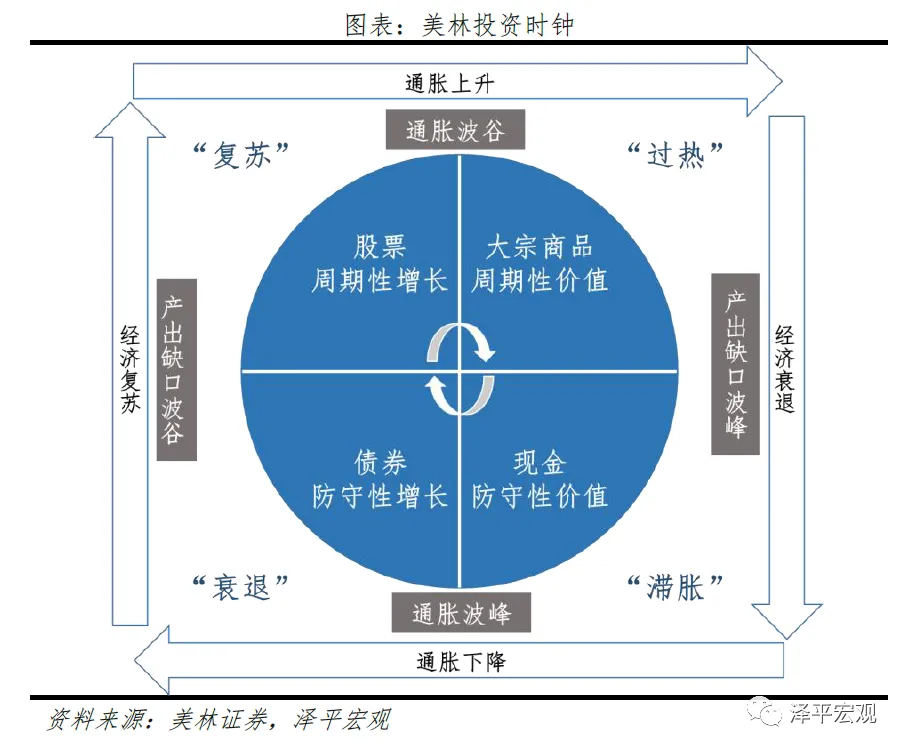 图表：美林投资时钟
通胀上升
通胀波谷
“复苏”
“过热”
股票
周期性增长
大宗商品
周期性价值
经济复苏
产出缺口波谷
产出缺口波峰
经济衰退
债券
防守性增长
现金
防守性价值
“衰退”
“滞胀”
通胀波峰
通胀下降
资料来源：美林证券，泽平宏观
泽平宏观